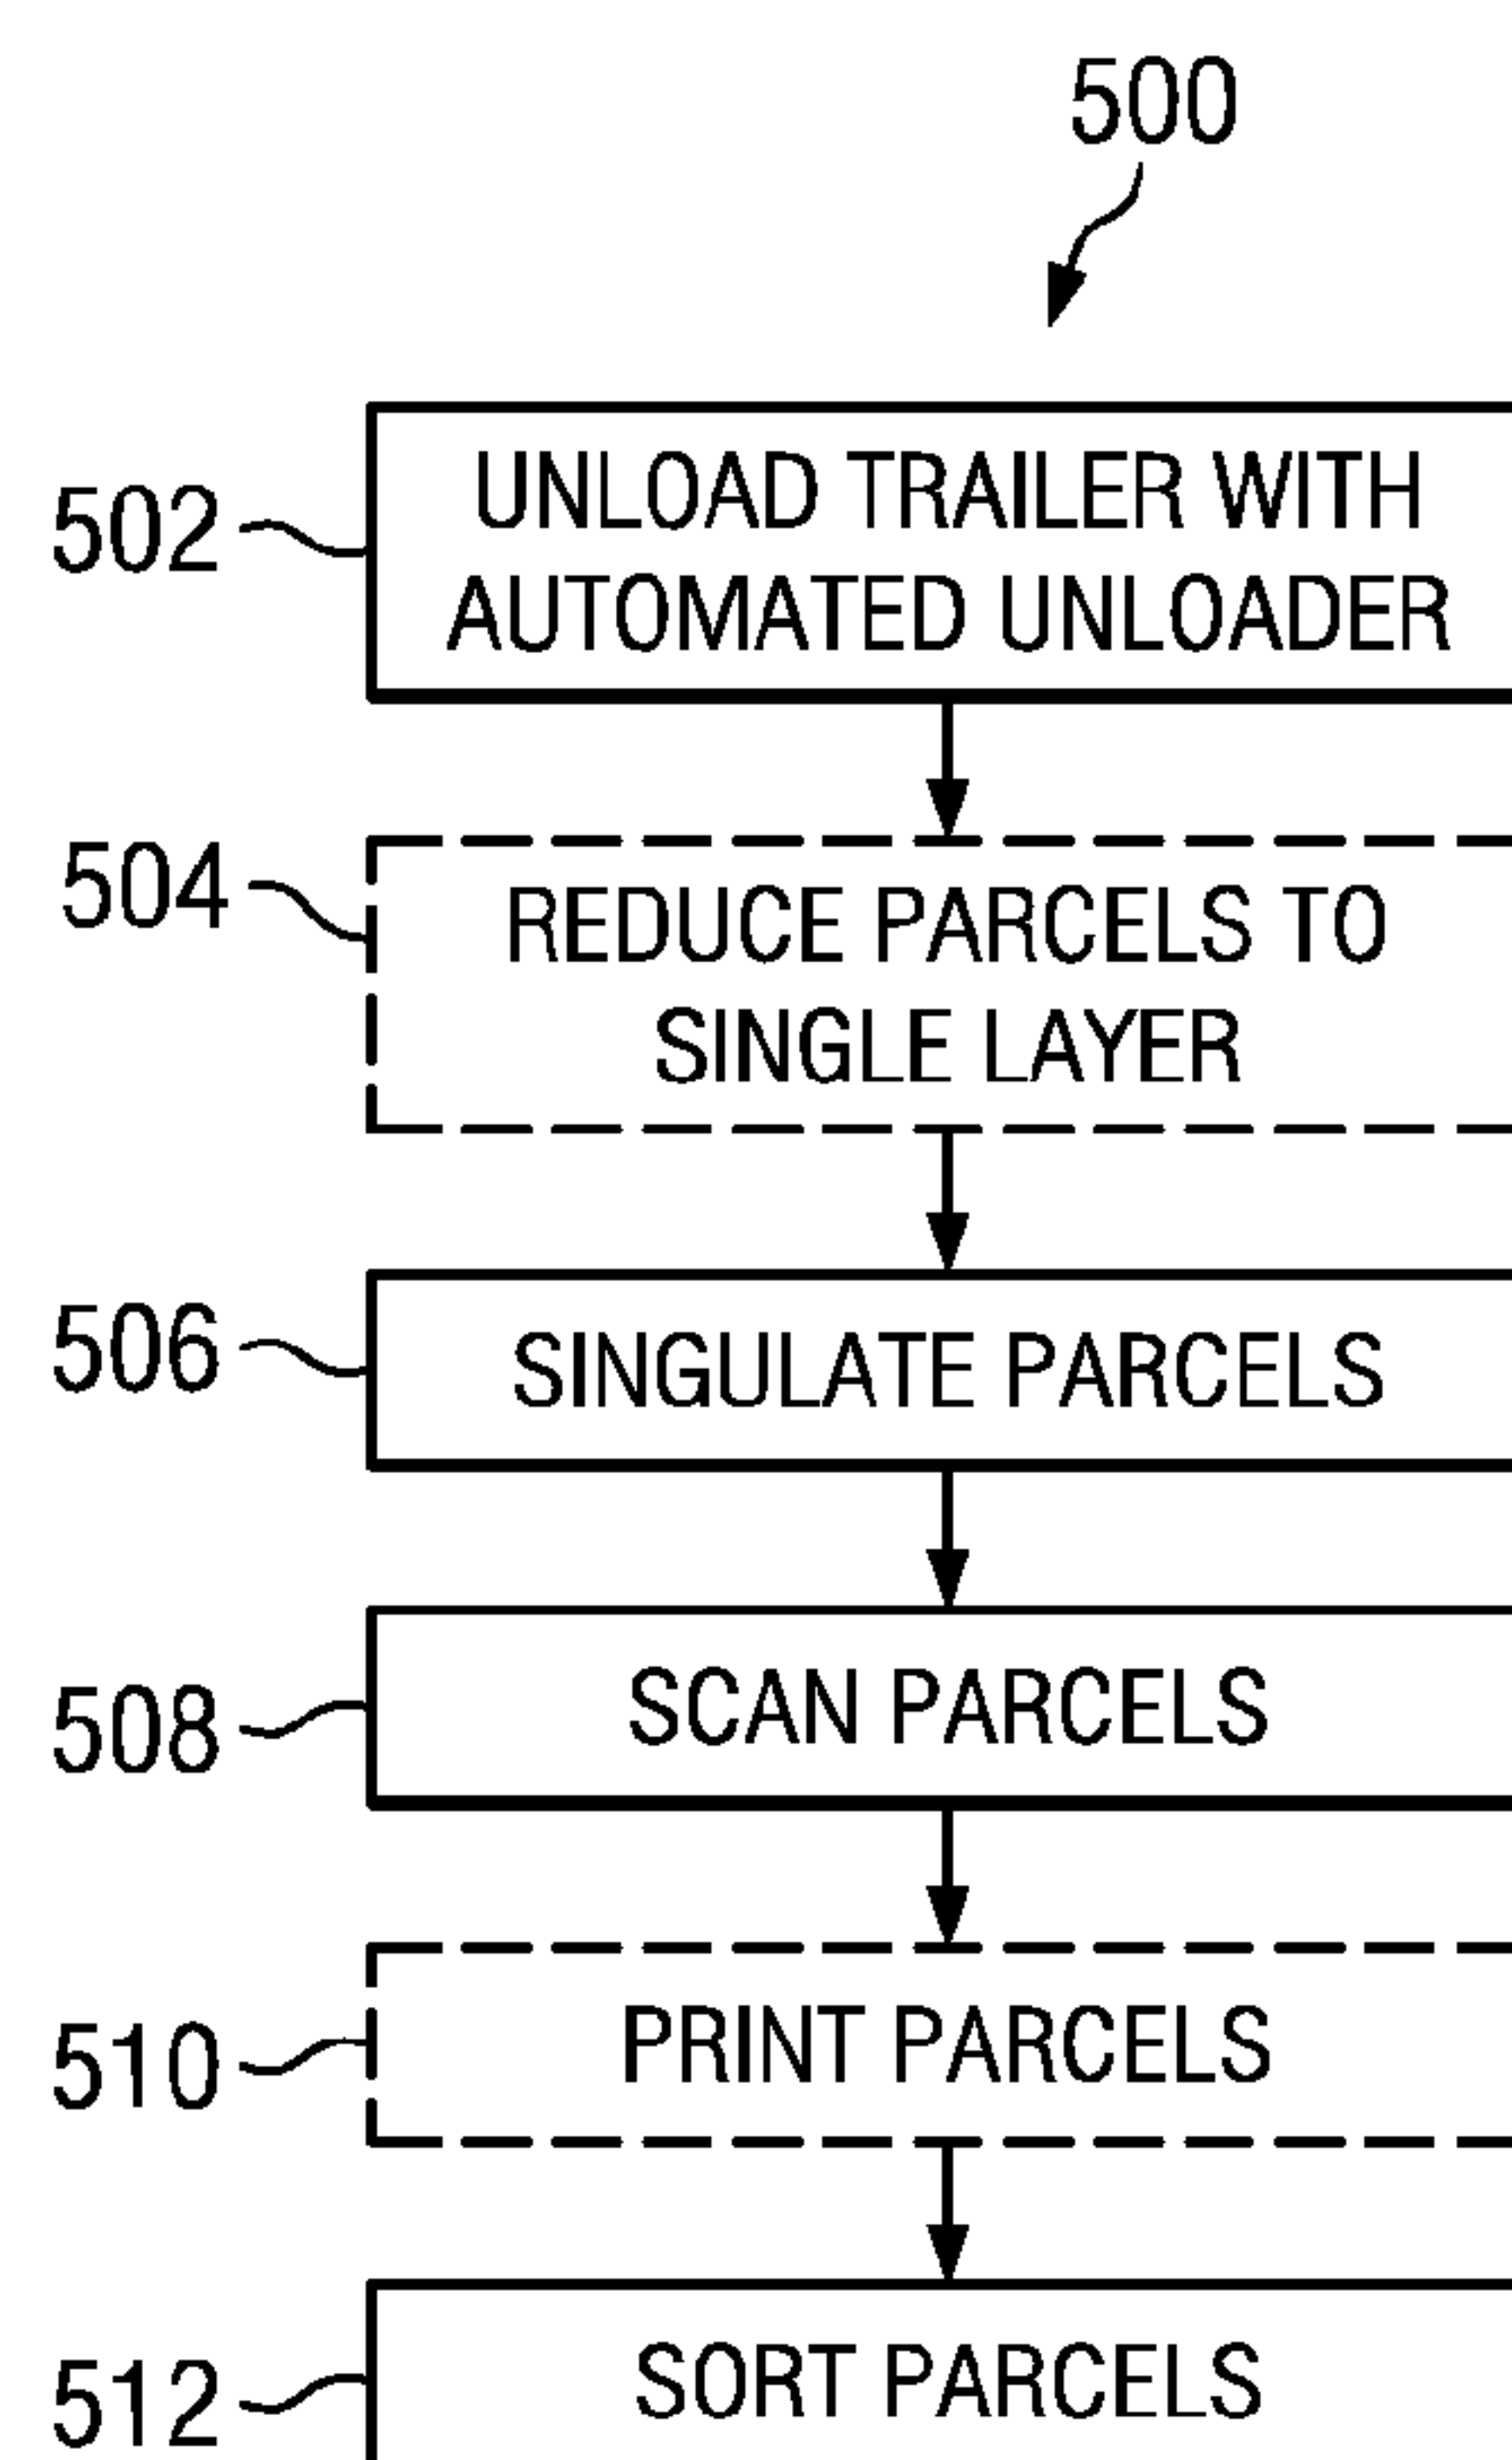 500
502
UNLOAD TRAILER WITH
AUTOMATED UNLOADER
504
REDUCE PARCELS TO
SINGLE LAYER
506
SINGULATE PARCELS
508
SCAN PARCELS
510
PRINT PARCELS
512
SORT PARCELS